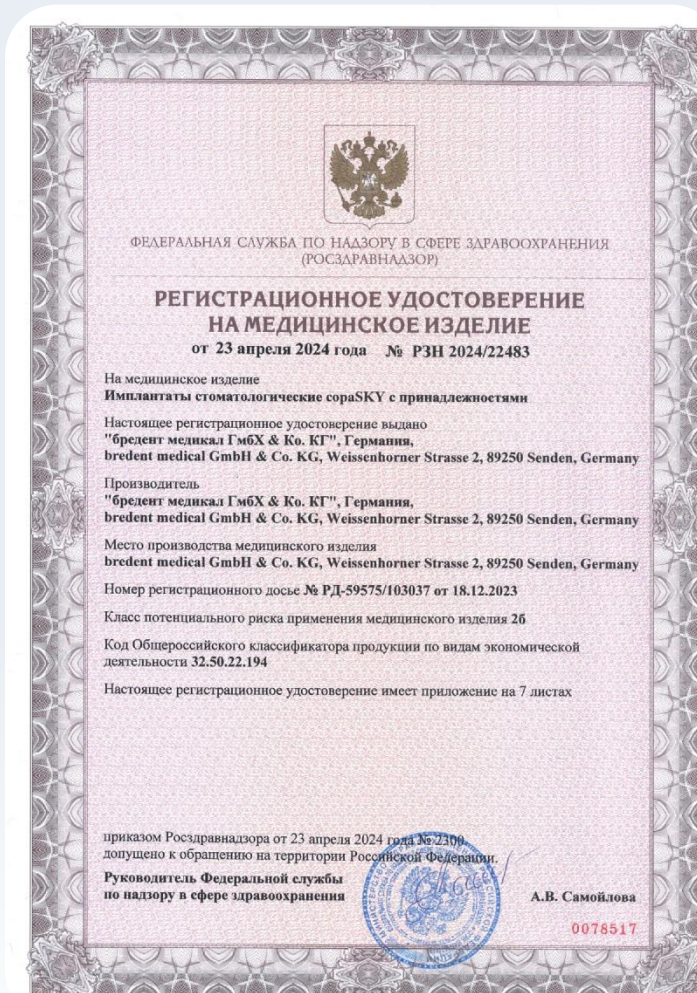 ФЕДЕРАЛЬНАЯ СЛУЖБА ПО НАДЗОРУ В СФЕРЕ ЗДРАВООХРАНЕНИЯ
(РОСЗДРАВНАДЗОР)
РЕГИСТРАЦИОННОЕ УДОСТОВЕРЕНИЕ
НА МЕДИЦИНСКОЕ ИЗДЕЛИЕ
от 23 апреля 2024 года № РЗН 2024/22483
На медицинское изделие
Имплантаты стоматологические copaSKY с принадлежностями
Настоящее регистрационное удостоверение выдано
"бредент медикал ГмбХ & Ко. КГ", Германия,
bredent medical GmbH & Co. KG, Weissenhorner Strasse 2, 89250 Senden, Germany
Производитель
"бредент медикал ГмбХ & Ко. КГ", Германия,
bredent medical GmbH & Co. KG, Weissenhorner Strasse 2, 89250 Senden, Germany
Место производства медицинского изделия
bredent medical GmbH & Co. KG, Weissenhorner Strasse 2, 89250 Senden, Germany
Номер регистрационного досье № РД-59575/103037 от 18.12.2023
Класс потенциального риска применения медицинского изделия 2б
Код Общероссийского классификатора продукции по видам экономической
деятельности 32.50.22.194
Настоящее регистрационное удостоверение имеет приложение на 7 листах
приказом Росздравнадзора от 23 апреля 2024 года № 2300
допущено к обращению на территории Российской Федерации.
Руководитель Федеральной службы
по надзору в сфере здравоохранения
А.В. Самойлова
0078517